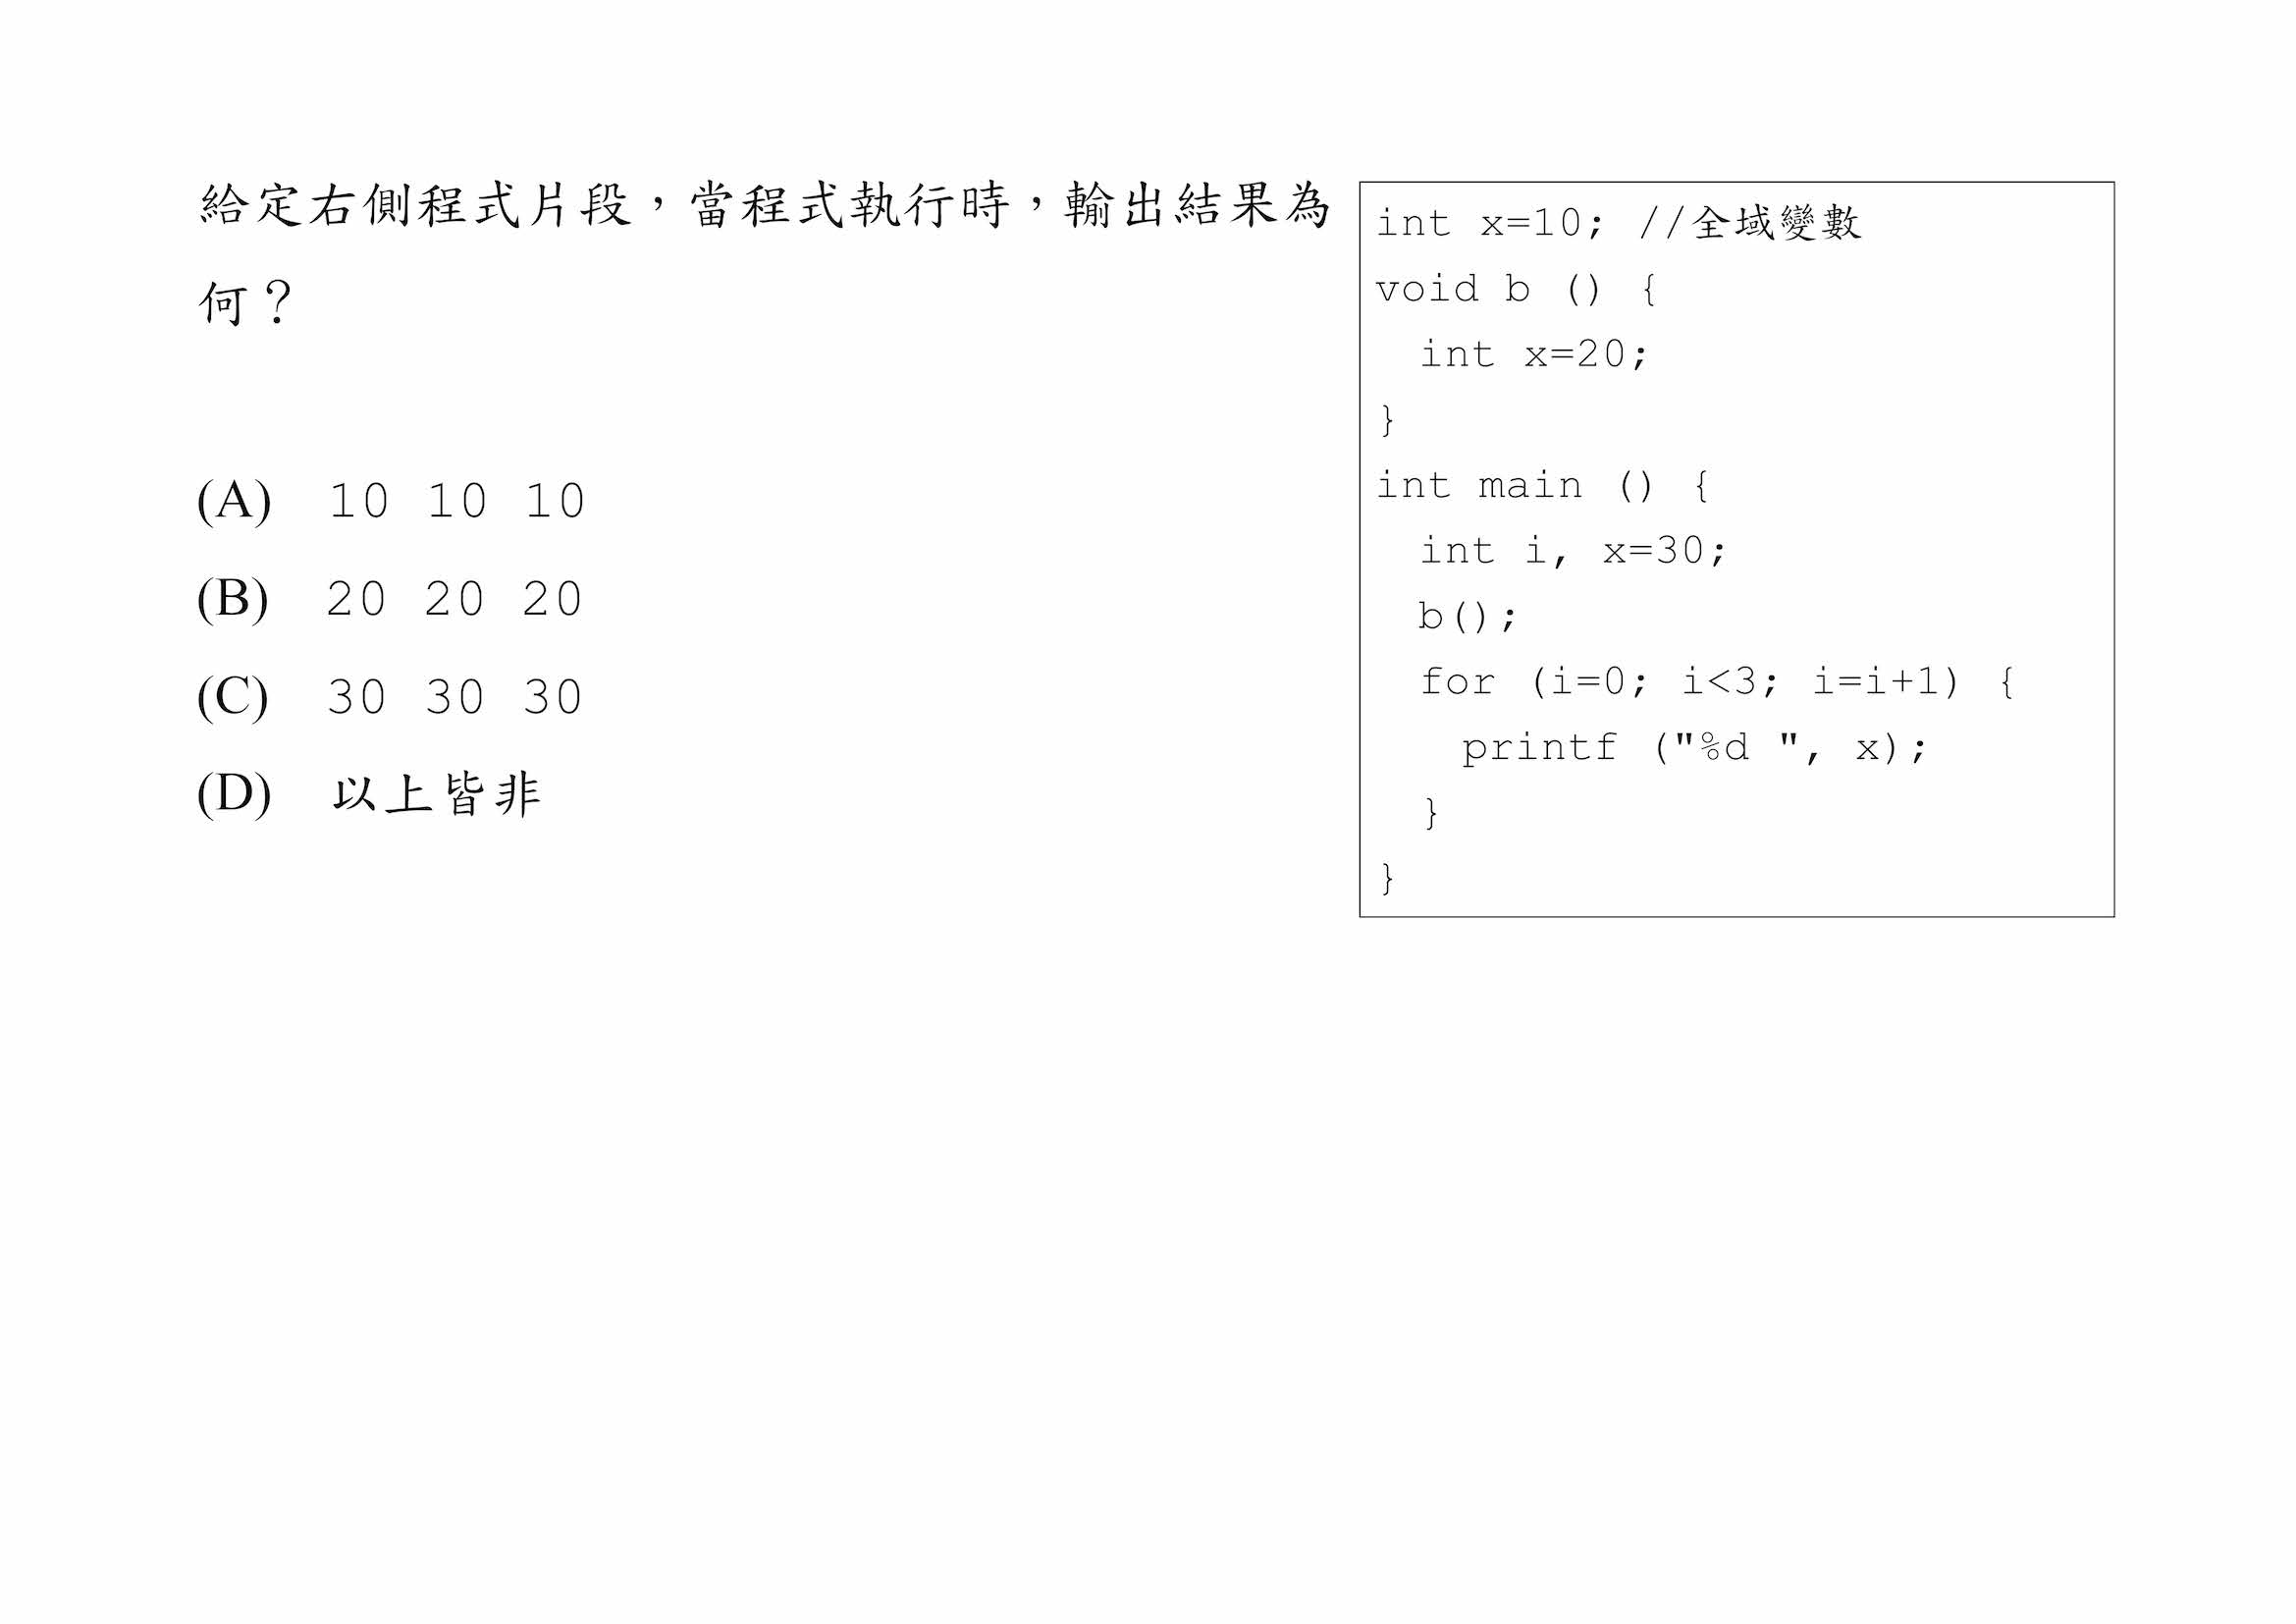 給定右側程式片段，當程式執行時，輸出結果為
何？
(A) 10 10 10
(B) 20 20 20
(C) 30 30 30
(D) 以上皆非
int x=10; //全域變數
void b () {
  int x=20;
}
int main () {
  int i, x=30;
  b();
  for (i=0; i<3; i=i+1) {
    printf ("%d ", x);
  }
}